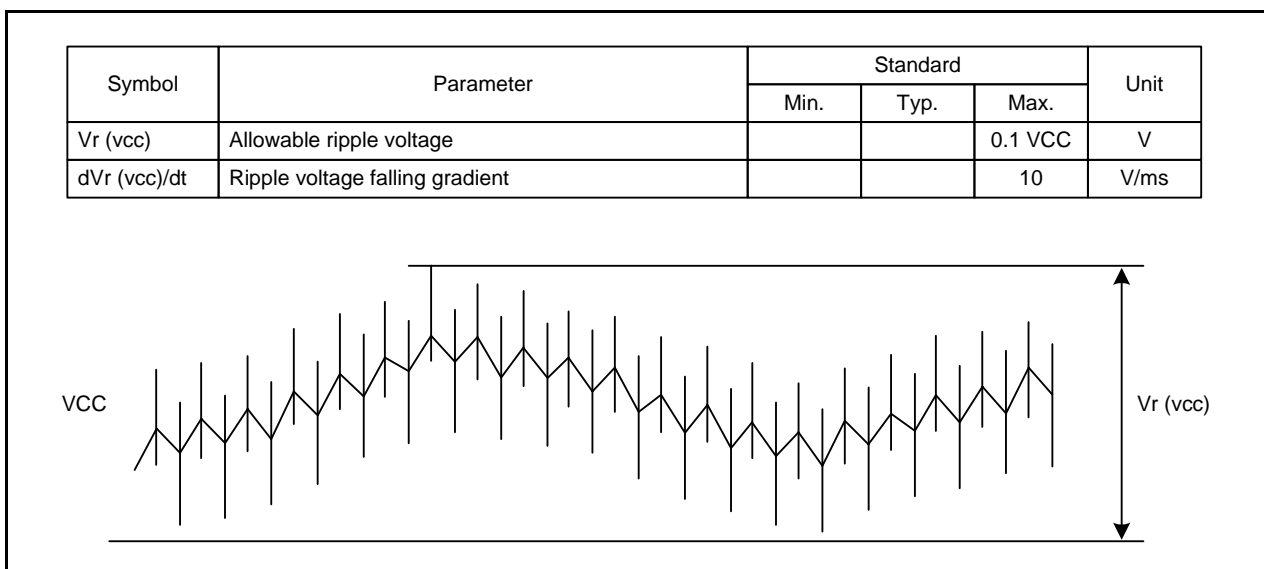 Symbol Parameter Standard Unit
Min. Typ. Max.
Vr (vcc) Allowable ripple voltage 0.1 VCC V
dVr (vcc)/dt Ripple voltage falling gradient 10 V/ms
VCC Vr (vcc)